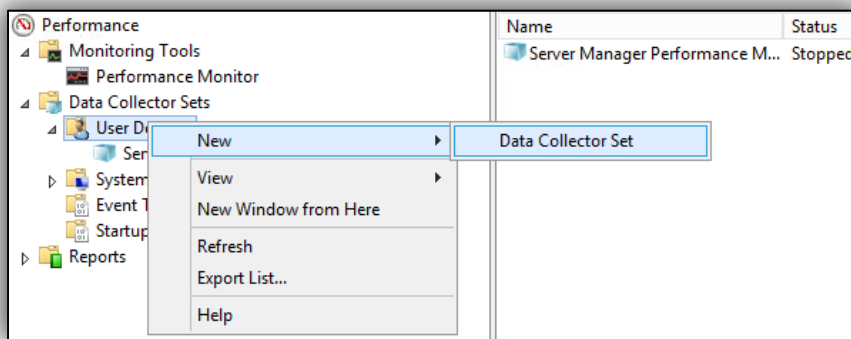 Performance
Name Status
Monitoring Tools
Server Manager Performance M... Stopped
Performance Monitor
Data Collector Sets
User De
New
Data Collector Set
Ser
System
View
Event T
New Window from Here
Startup
Refresh
Reports
Export List...
Help